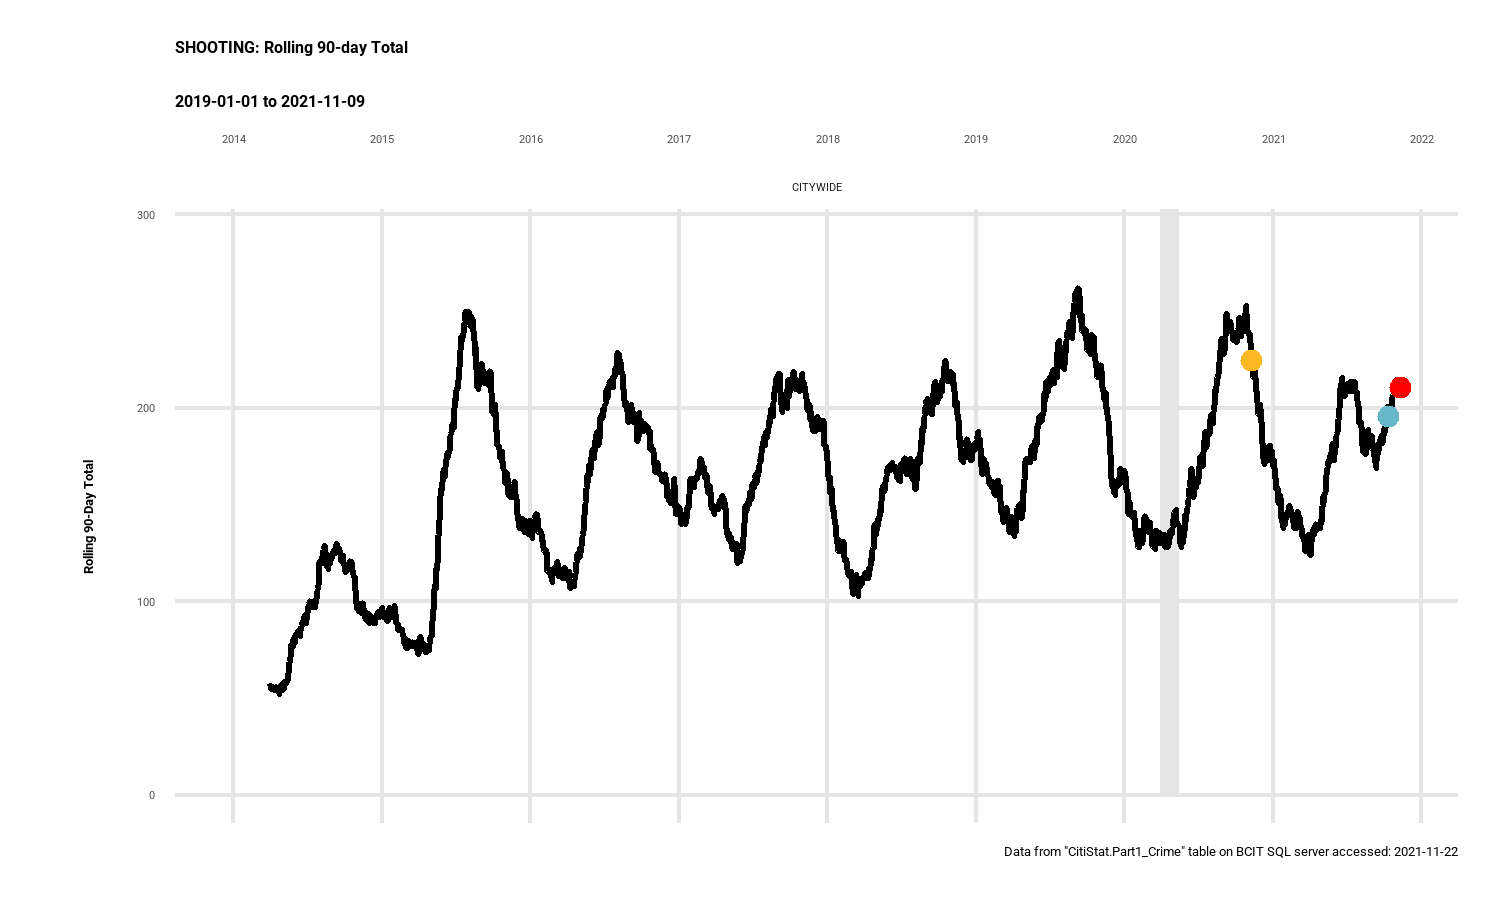 SHOOTING: Rolling 90-day Total
2019-01-01 to 2021-11-09
2014 2015 2016 2017 2018 2019 2020 2021 2022
CITYWIDE
300
200
100
0
Rolling 90-Day Total
Data from "CitiStat.Part1_Crime" table on BCIT SQL server accessed: 2021-11-22